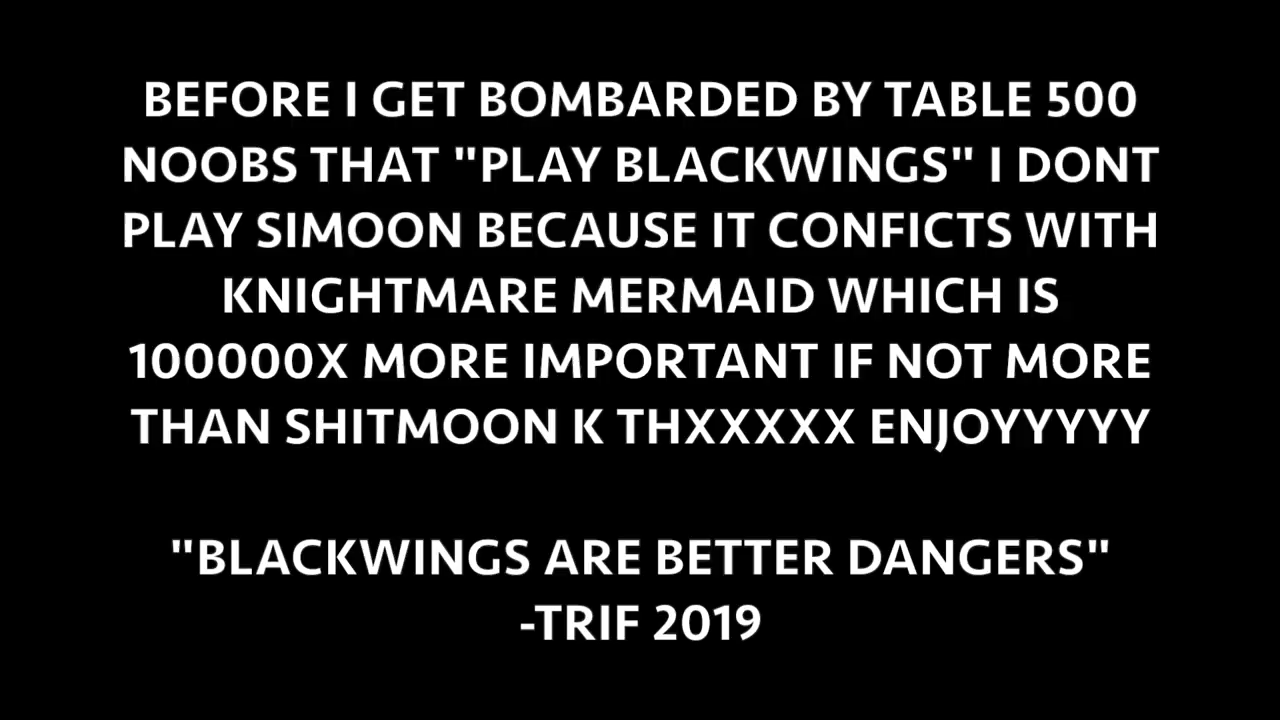 BEFORE I GET BOMBARDED BY TABLE 500
NOOBS THAT "PLAY BLACKWINGS" I DONT
PLAY SIMOON BECAUSE IT CONFICTS WITH
KNIGHTMARE MERMAID WHICH IS
100000X MORE IMPORTANT IF NOT MORE
THAN SHITMOON K THXXXXX ENJOYYYYY
"BLACKWINGS ARE BETTER DANGERS"
-TRIF 2019